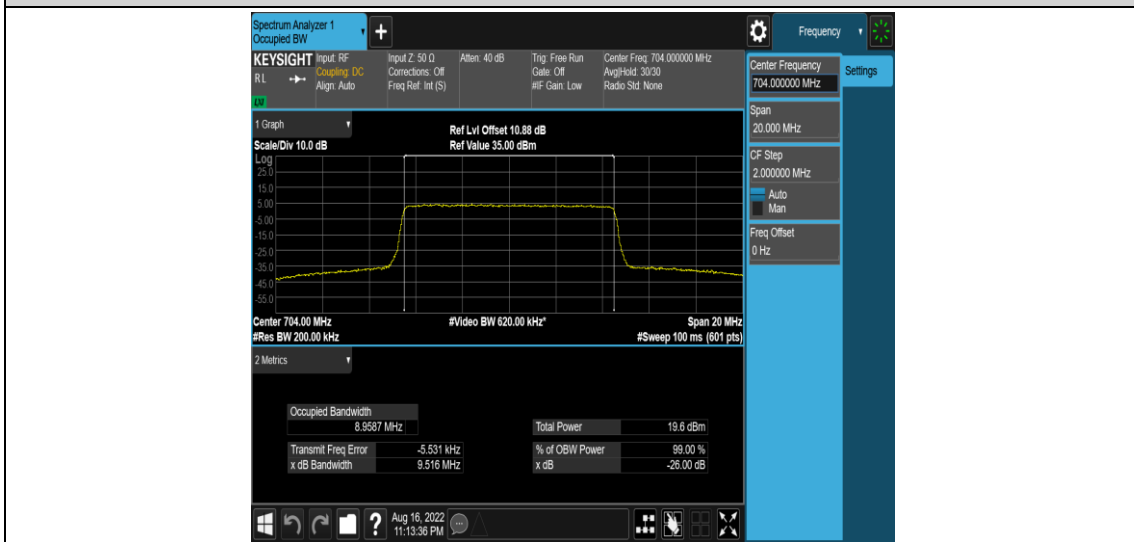 Spectrum Analyzer 1
Occupied BW
+
Frequency
KEYSIGHT
RL
LXI
Input: RF
Coupling: DC
Align: Auto
Input Z: 50 Ω
Corrections: Off
Freq Ref: Int (S)
Atten: 40 dB
Trig: Free Run
Gate: Off
#IF Gain: Low
Center Freq: 704.000000 MHz
Avg|Hold: 30/30
Radio Std: None
Center Frequency
704.000000 MHz
Settings
Span
20.000 MHz
CF Step
2.000000 MHz
Auto
Man
Freq Offset
0 Hz
1 Graph
Scale/Div 10.0 dB
Ref Lvl Offset 10.88 dB
Ref Value 35.00 dBm
Log
25.0
15.0
5.00
-5.00
-15.0
-25.0
-35.0
-45.0
-55.0
Center 704.00 MHz
#Res BW 200.00 kHz
#Video BW 620.00 kHz*
Span 20 MHz
#Sweep 100 ms (601 pts)
2 Metrics
Occupied Bandwidth
8.9587 MHz
Total Power 19.6 dBm
Transmit Freq Error -5.531 kHz
% of OBW Power 99.00 %
x dB Bandwidth 9.516 MHz
x dB -26.00 dB
?
Aug 16, 2022
11:13:36 PM